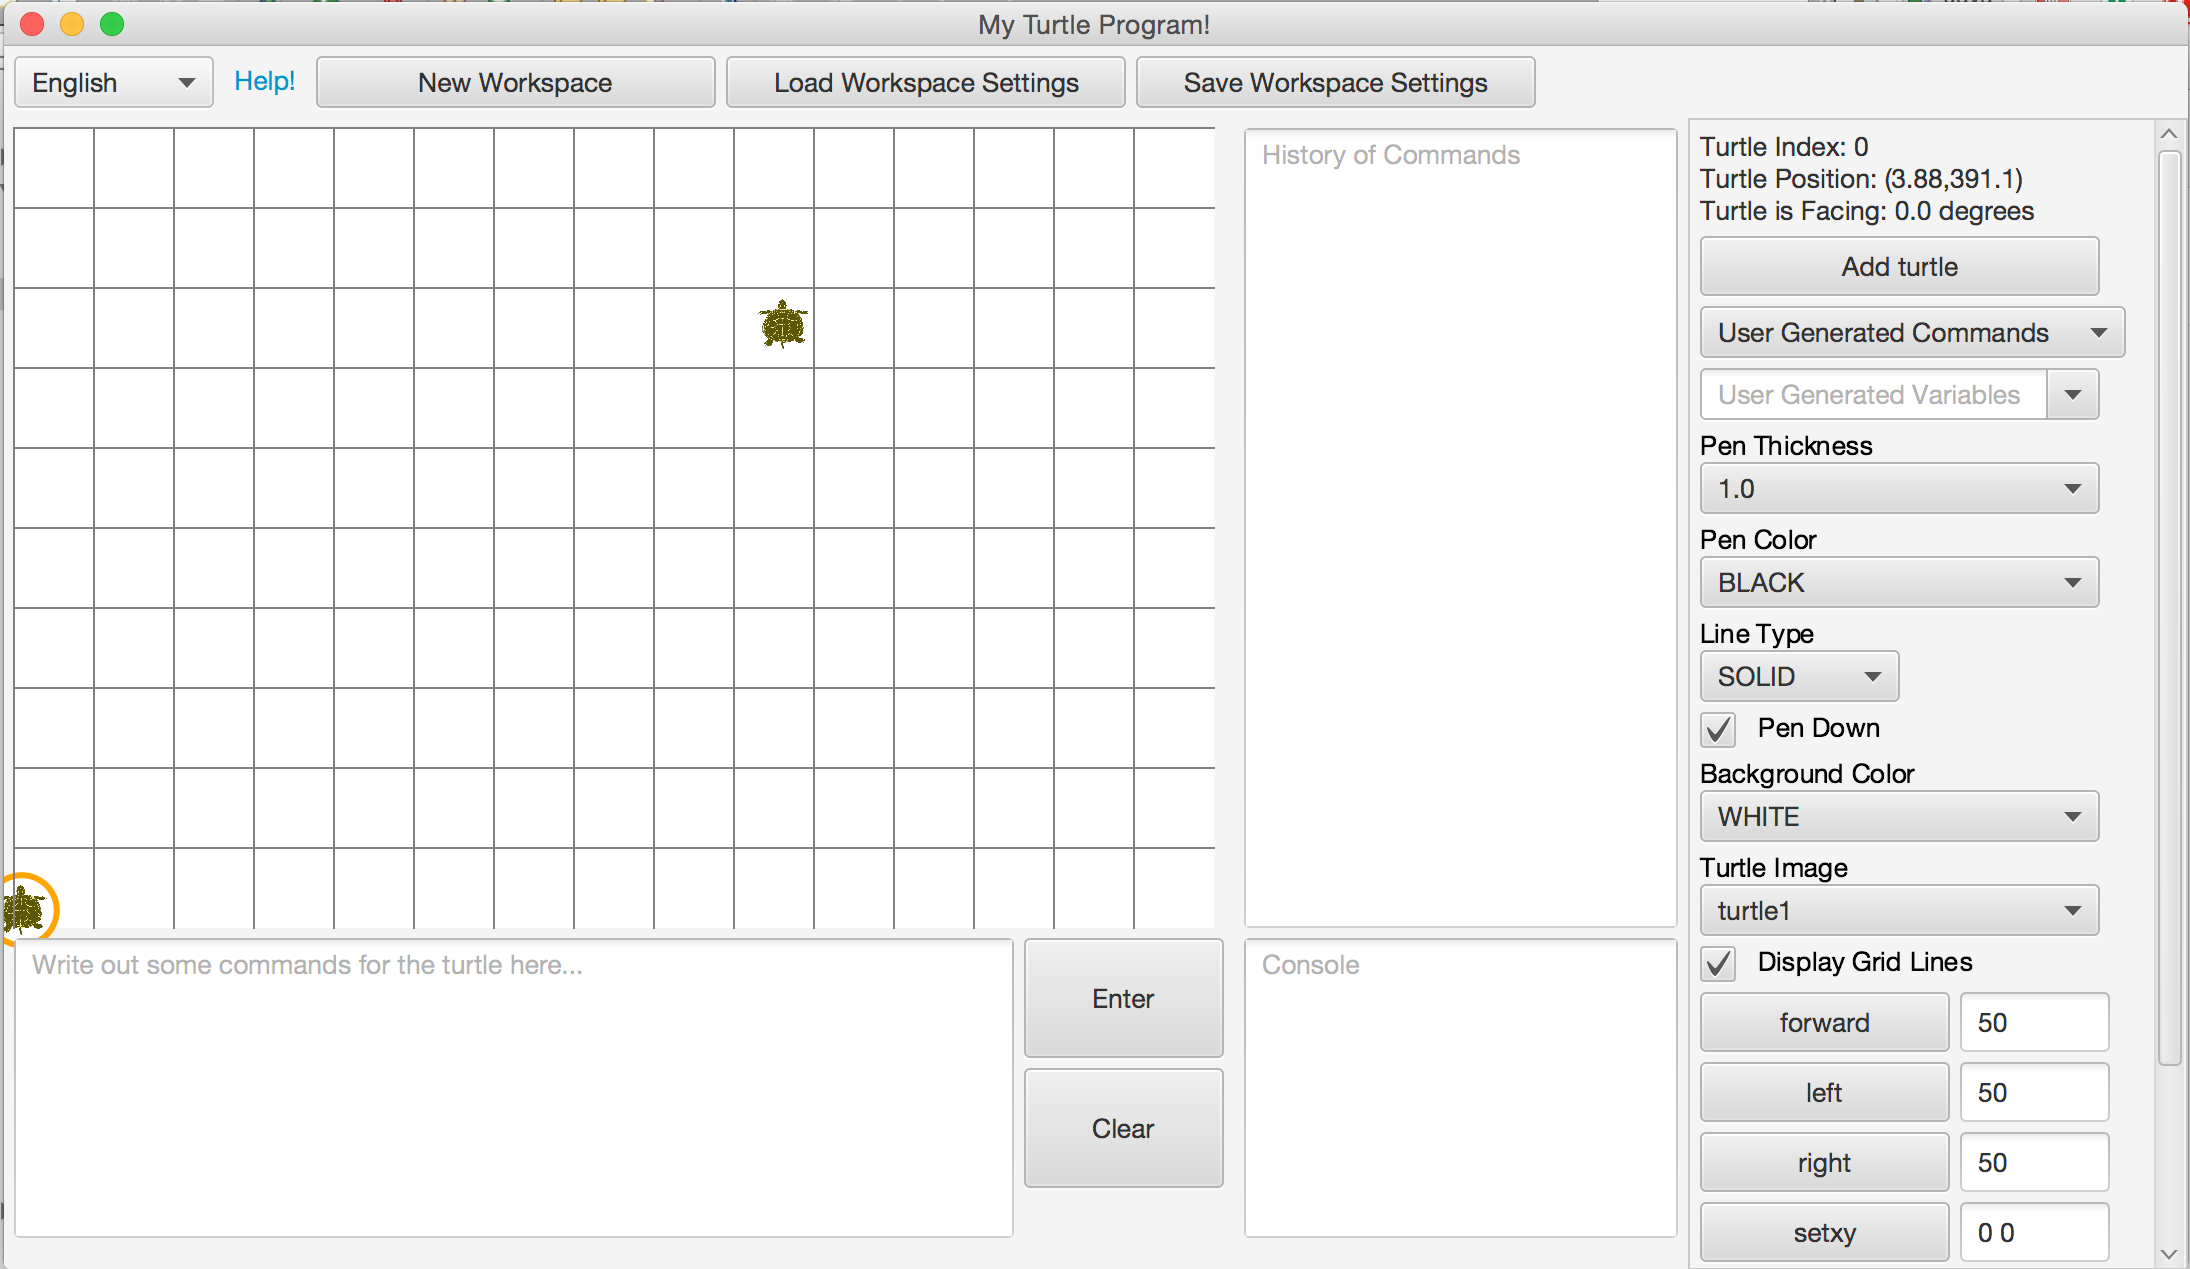 My Turtle Program!
English
Help!
New Workspace
Load Workspace Settings
Save Workspace Settings
History of Commands
Turtle Index: 0
Turtle Position: (3.88,391.1)
Turtle is Facing: 0.0 degrees
Add turtle
User Generated Commands
User Generated Variables
Pen Thickness
1.0
Pen Color
BLACK
Line Type
SOLID
Pen Down
Background Color
WHITE
Turtle Image
turtle1
Display Grid Lines
forward
50
left
50
right
50
setxy
0 0
Write out some commands for the turtle here...
Enter
Clear
Console